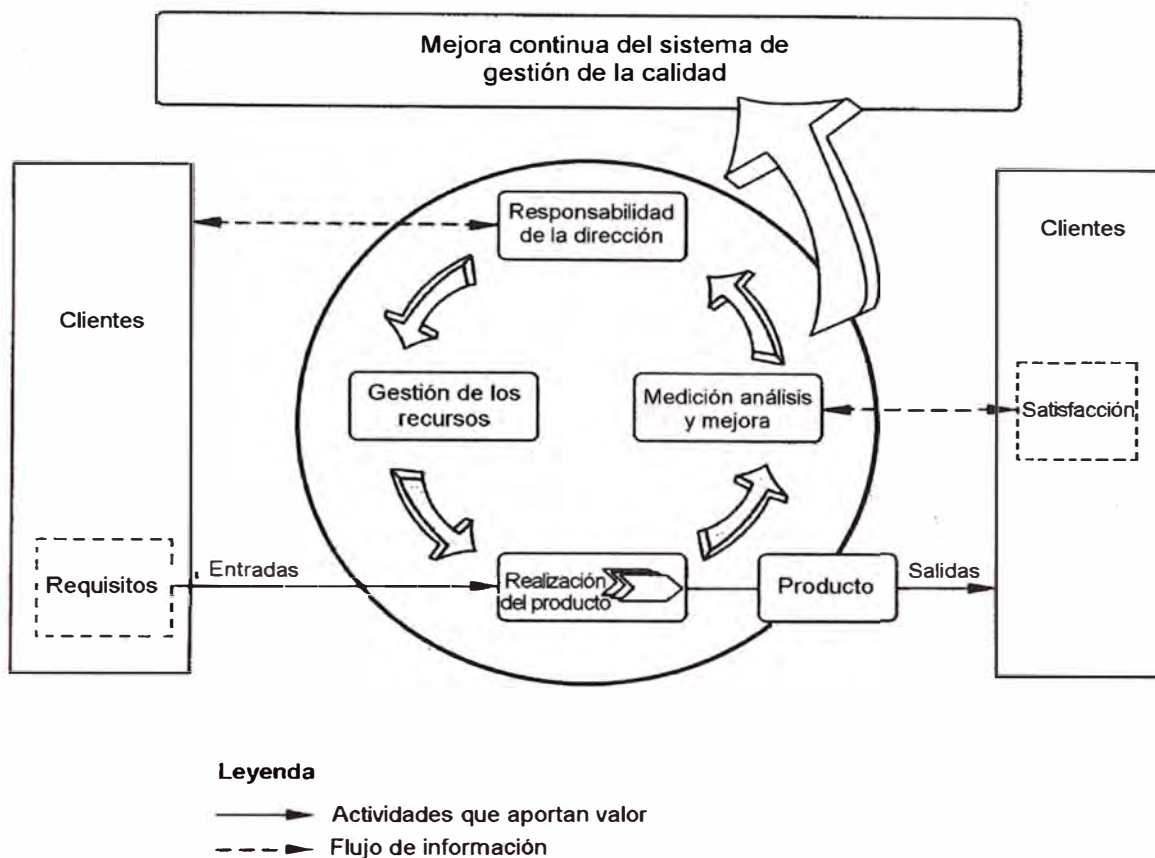 Mejora continua del sistema de
gestión de la calidad
Responsabilidad
de la dirección
Clientes
Clientes
Gestión de los
recursos
Medición análisis
y mejora
Satisfacción
Requisitos
Entradas
Realización
del producto
Producto
Salidas
Leyenda
Actividades que aportan valor
Flujo de información